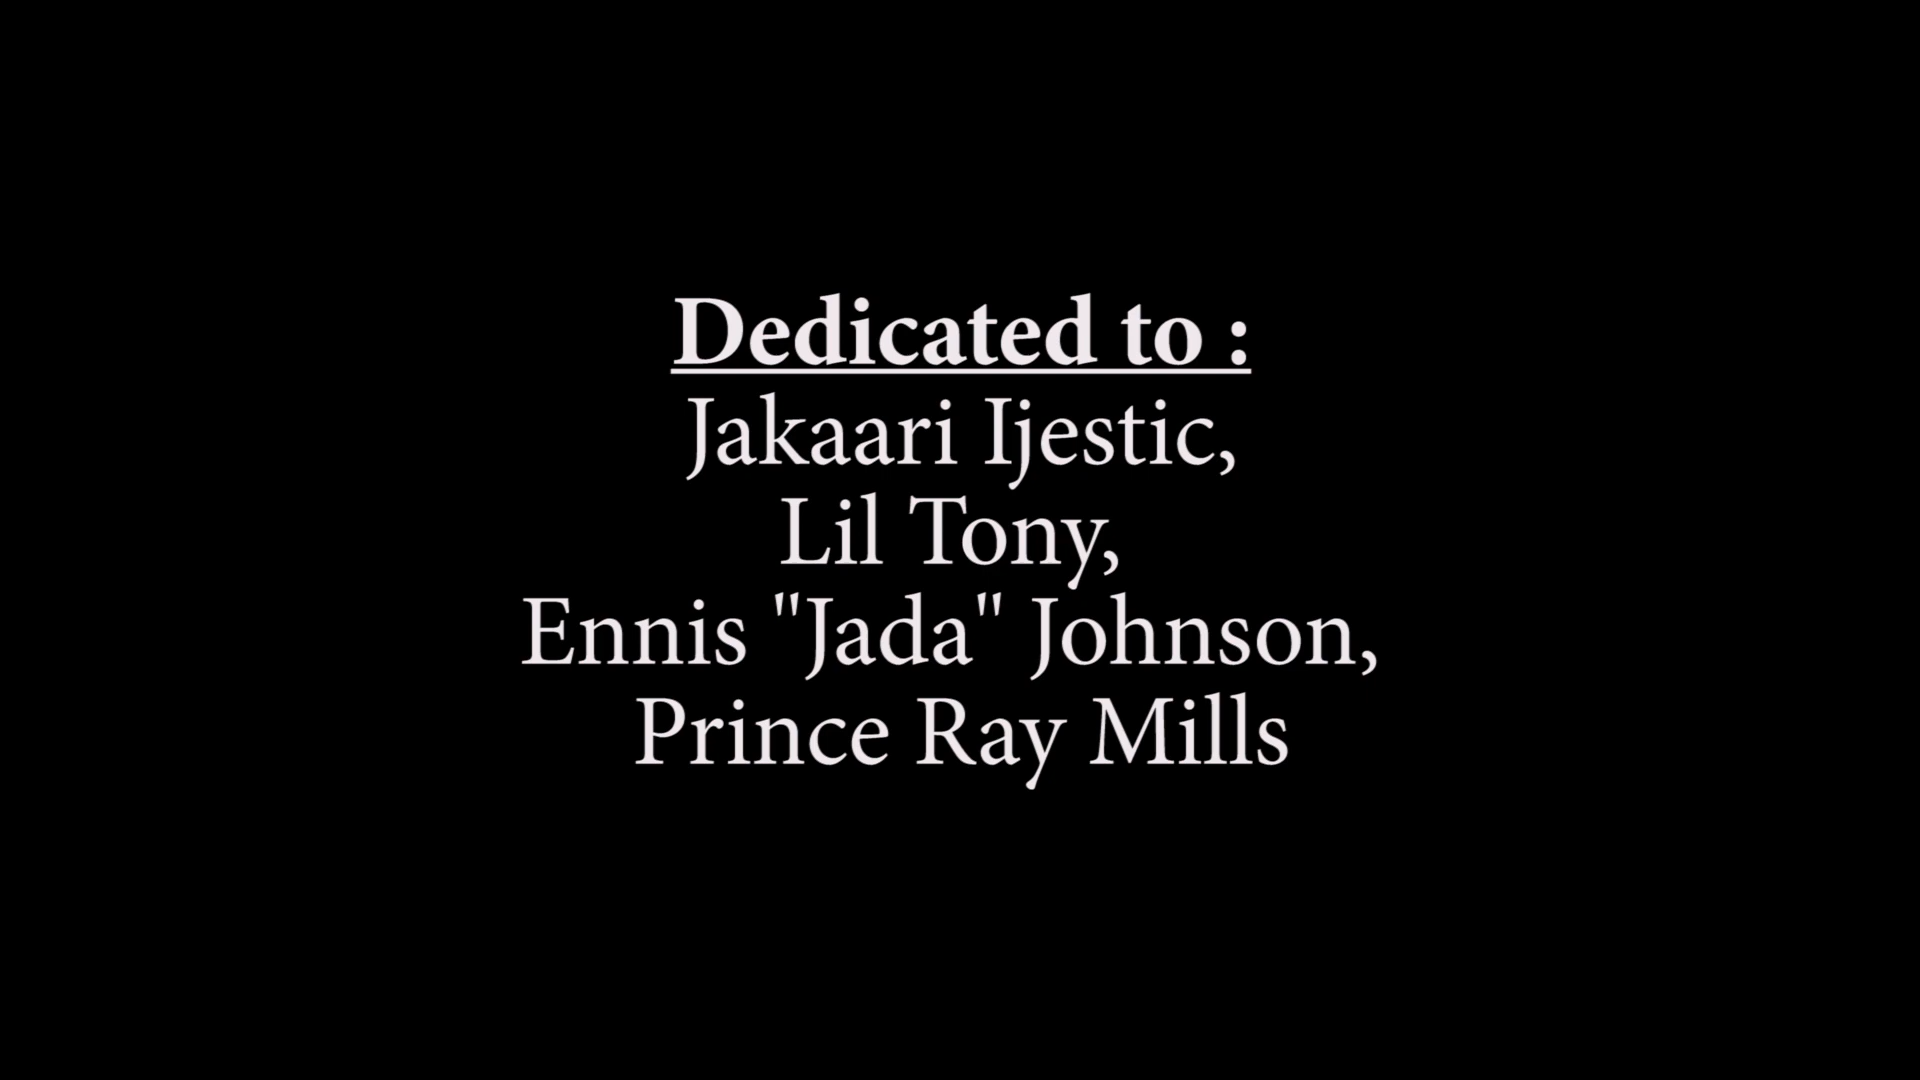 Dedicated to :
Jakaari Ijestic,
Lil Tony,
Ennis "Jada" Johnson,
Prince Ray Mills